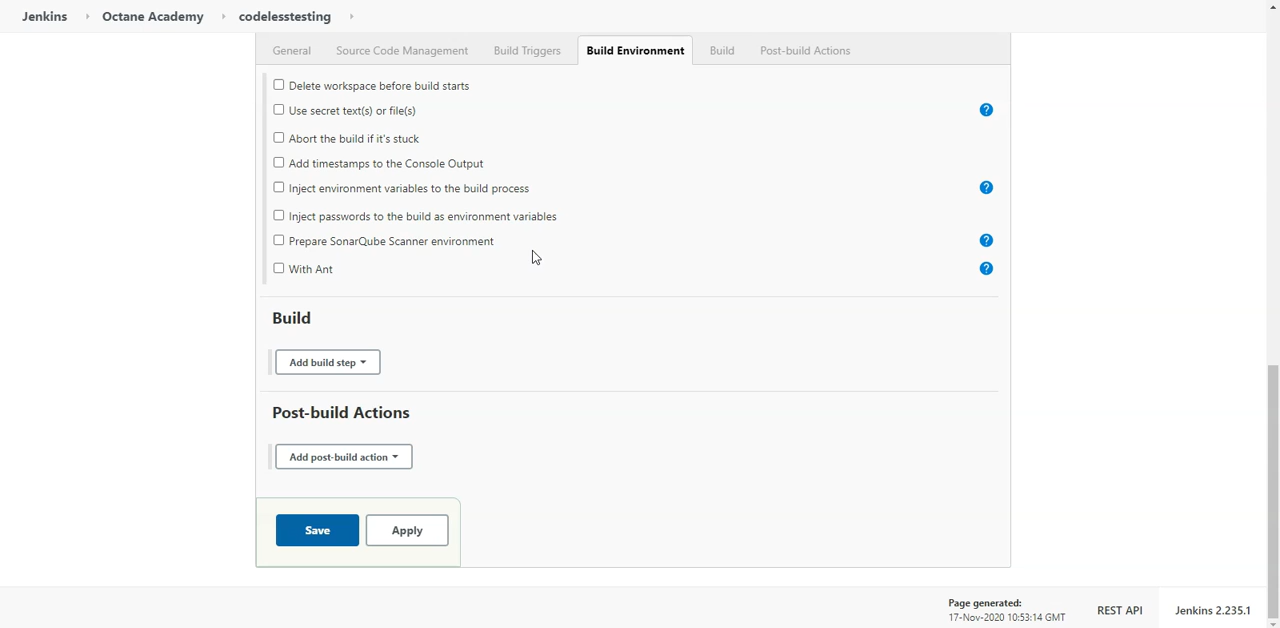 Jenkins
Octane Academy
codelesstesting
General
Source Code Management
Build Triggers
Build Environment
Build
Post-build Actions
Delete workspace before build starts
Use secret text(s) or file(s)
?
Abort the build if it's stuck
Add timestamps to the Console Output
Inject environment variables to the build process
?
Inject passwords to the build as environment variables
Prepare SonarQube Scanner environment
?
With Ant
?
Build
Add build step
Post-build Actions
Add post-build action
Save
Apply
Page generated:
17-Nov-2020 10:53:14 GMT
REST API
Jenkins 2.235.1